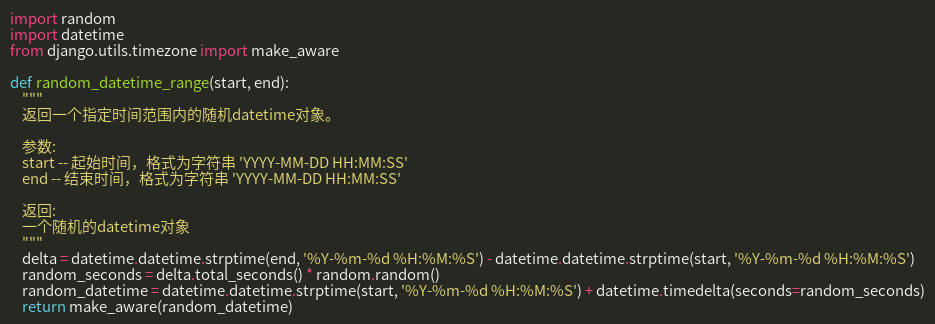 import random
import datetime
from django.utils.timezone import make_aware

def random_datetime_range(start, end):
    """
    返回一个指定时间范围内的随机datetime对象。

    参数:
    start -- 起始时间，格式为字符串 'YYYY-MM-DD HH:MM:SS'
    end -- 结束时间，格式为字符串 'YYYY-MM-DD HH:MM:SS'

    返回:
    一个随机的datetime对象
    """
    delta = datetime.datetime.strptime(end, '%Y-%m-%d %H:%M:%S') - datetime.datetime.strptime(start, '%Y-%m-%d %H:%M:%S')
    random_seconds = delta.total_seconds() * random.random()
    random_datetime = datetime.datetime.strptime(start, '%Y-%m-%d %H:%M:%S') + datetime.timedelta(seconds=random_seconds)
    return make_aware(random_datetime)